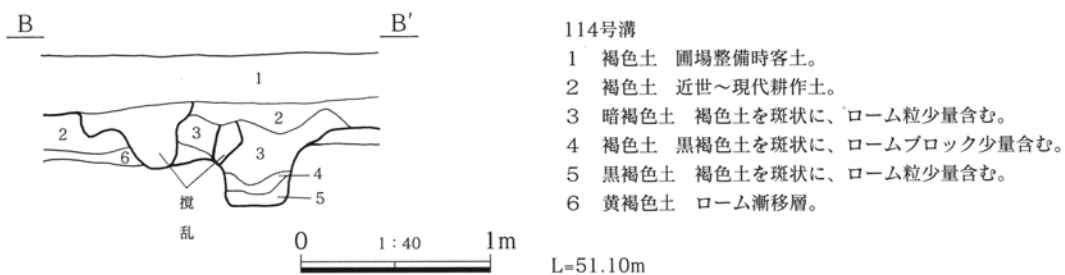 B B′
1
2 3 2
6 3
4
5
撹
乱
0 1:40 1m
L=51.10m
114号溝
1 褐色土 圃場整備時客土。
2 褐色土 近世～現代耕作土。
3 暗褐色土 褐色土を斑状に、ローム粒少量含む。
4 褐色土 黒褐色土を斑状に、ロームブロック少量含む。
5 黒褐色土 褐色土を斑状に、ローム粒少量含む。
6 黄褐色土 ローム漸移層。